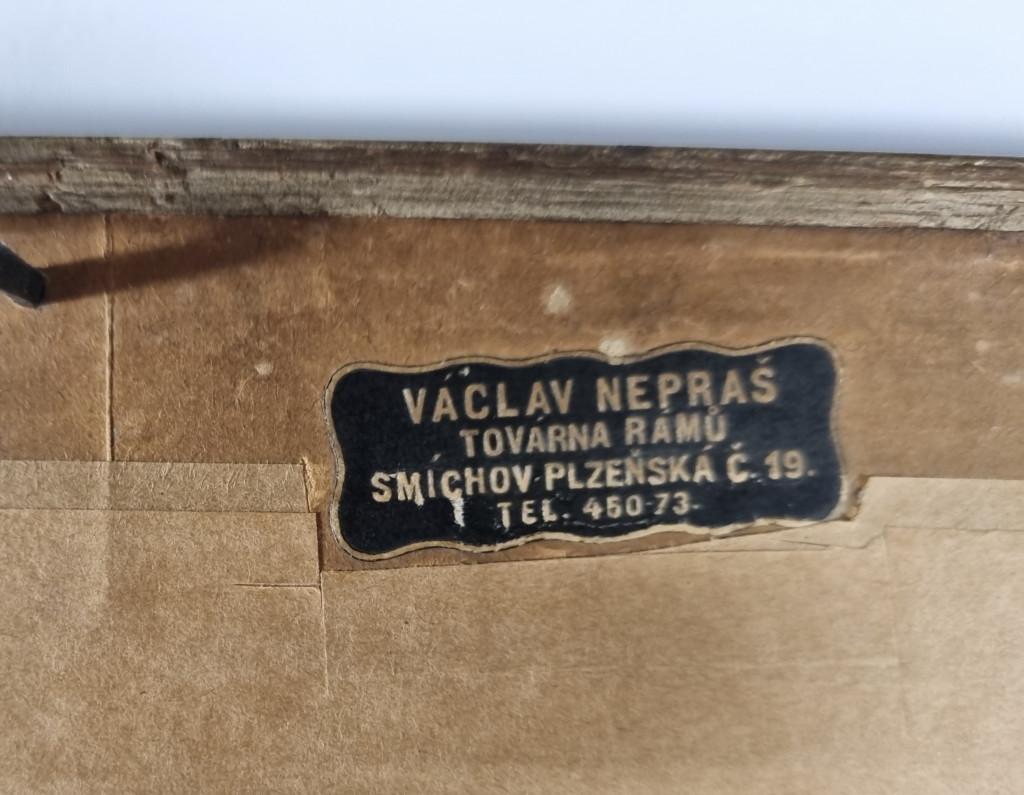 VÁCLAV NEPRAŠ
TOVÁRNA RÁMŮ
SMÍCHOV-PLZEŇSKÁ Č. 19.
TEL. 450-73-